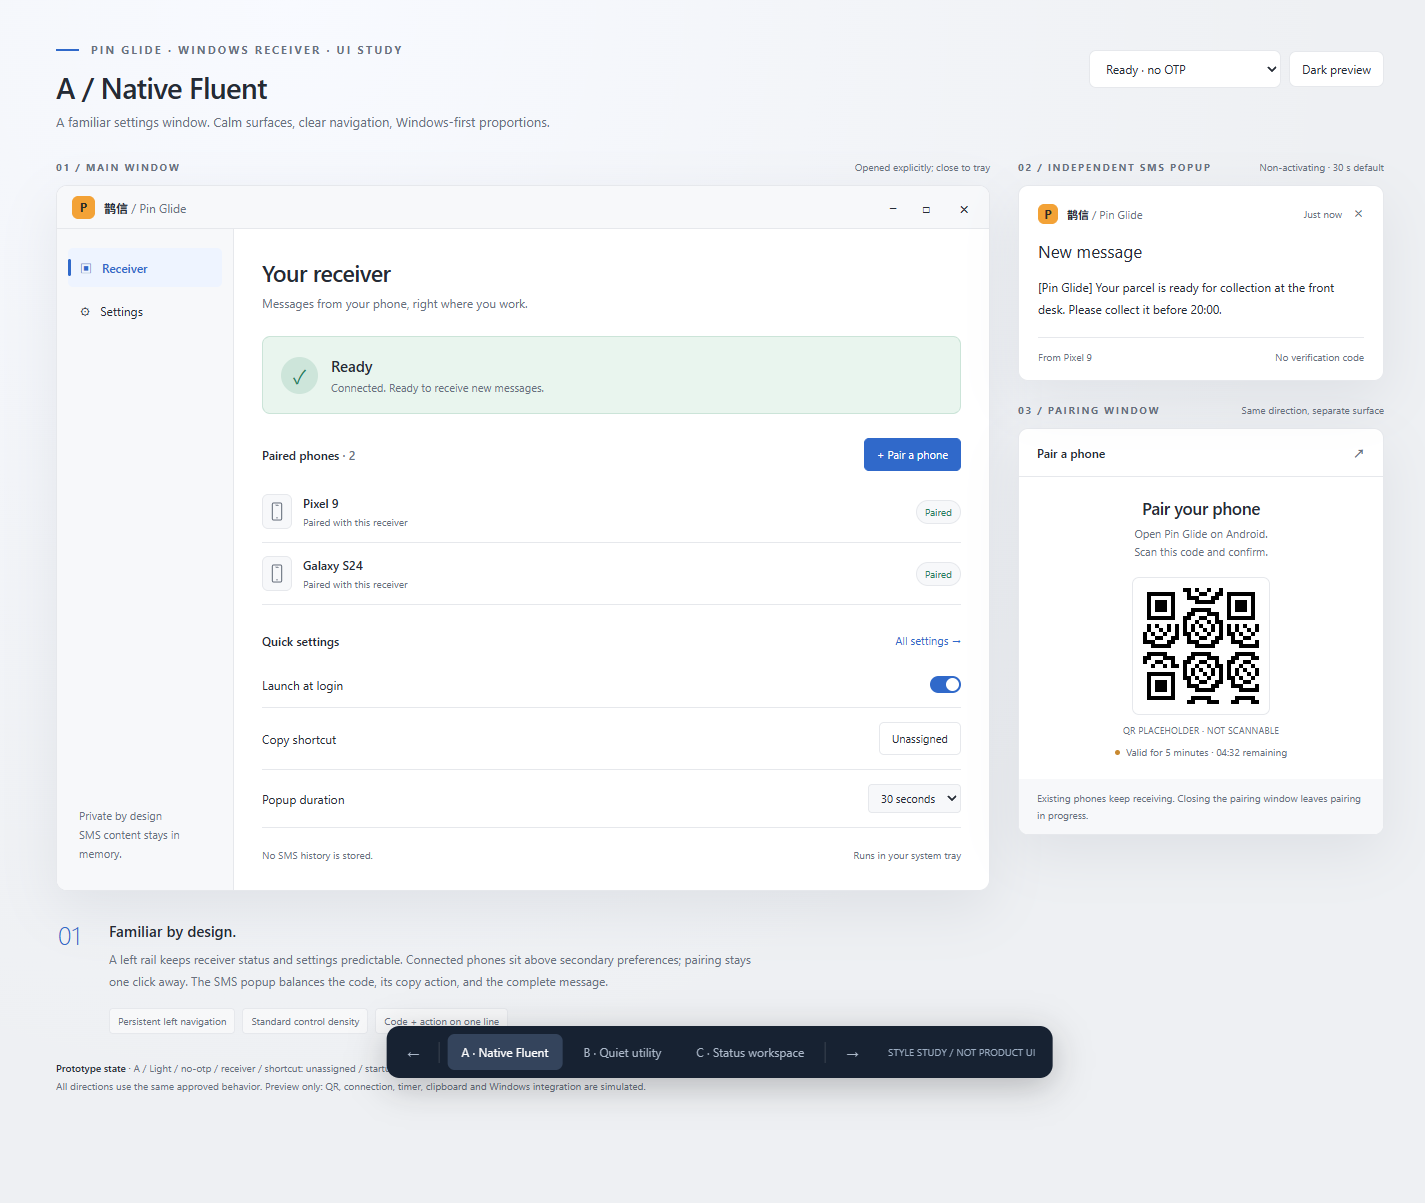 PIN GLIDE · WINDOWS RECEIVER · UI STUDY
A / Native Fluent
A familiar settings window. Calm surfaces, clear navigation, Windows-first proportions.
Ready · no OTP
Dark preview
01 / MAIN WINDOW
Opened explicitly; close to tray
P
鹊信 / Pin Glide
Receiver
Settings
Private by design
SMS content stays in
memory.
Your receiver
Messages from your phone, right where you work.
Ready
Connected. Ready to receive new messages.
Paired phones · 2
+ Pair a phone
Pixel 9
Paired with this receiver
Paired
Galaxy S24
Paired with this receiver
Paired
Quick settings
All settings →
Launch at login
Copy shortcut
Unassigned
Popup duration
30 seconds
No SMS history is stored.
Runs in your system tray
02 / INDEPENDENT SMS POPUP
Non-activating · 30 s default
P
鹊信 / Pin Glide
Just now
New message
[Pin Glide] Your parcel is ready for collection at the front
desk. Please collect it before 20:00.
From Pixel 9
No verification code
03 / PAIRING WINDOW
Same direction, separate surface
Pair a phone
Pair your phone
Open Pin Glide on Android.
Scan this code and confirm.
QR PLACEHOLDER · NOT SCANNABLE
Valid for 5 minutes · 04:32 remaining
Existing phones keep receiving. Closing the pairing window leaves pairing
in progress.
01
Familiar by design.
A left rail keeps receiver status and settings predictable. Connected phones sit above secondary preferences; pairing stays
one click away. The SMS popup balances the code, its copy action, and the complete message.
Persistent left navigation
Standard control density
Code + action on one line
← A · Native Fluent
B · Quiet utility
C · Status workspace
→
STYLE STUDY / NOT PRODUCT UI
Prototype state · A / Light / no-otp / receiver / shortcut: unassigned /
All directions use the same approved behavior. Preview only: QR, connection, timer, clipboard and Windows integration are simulated.